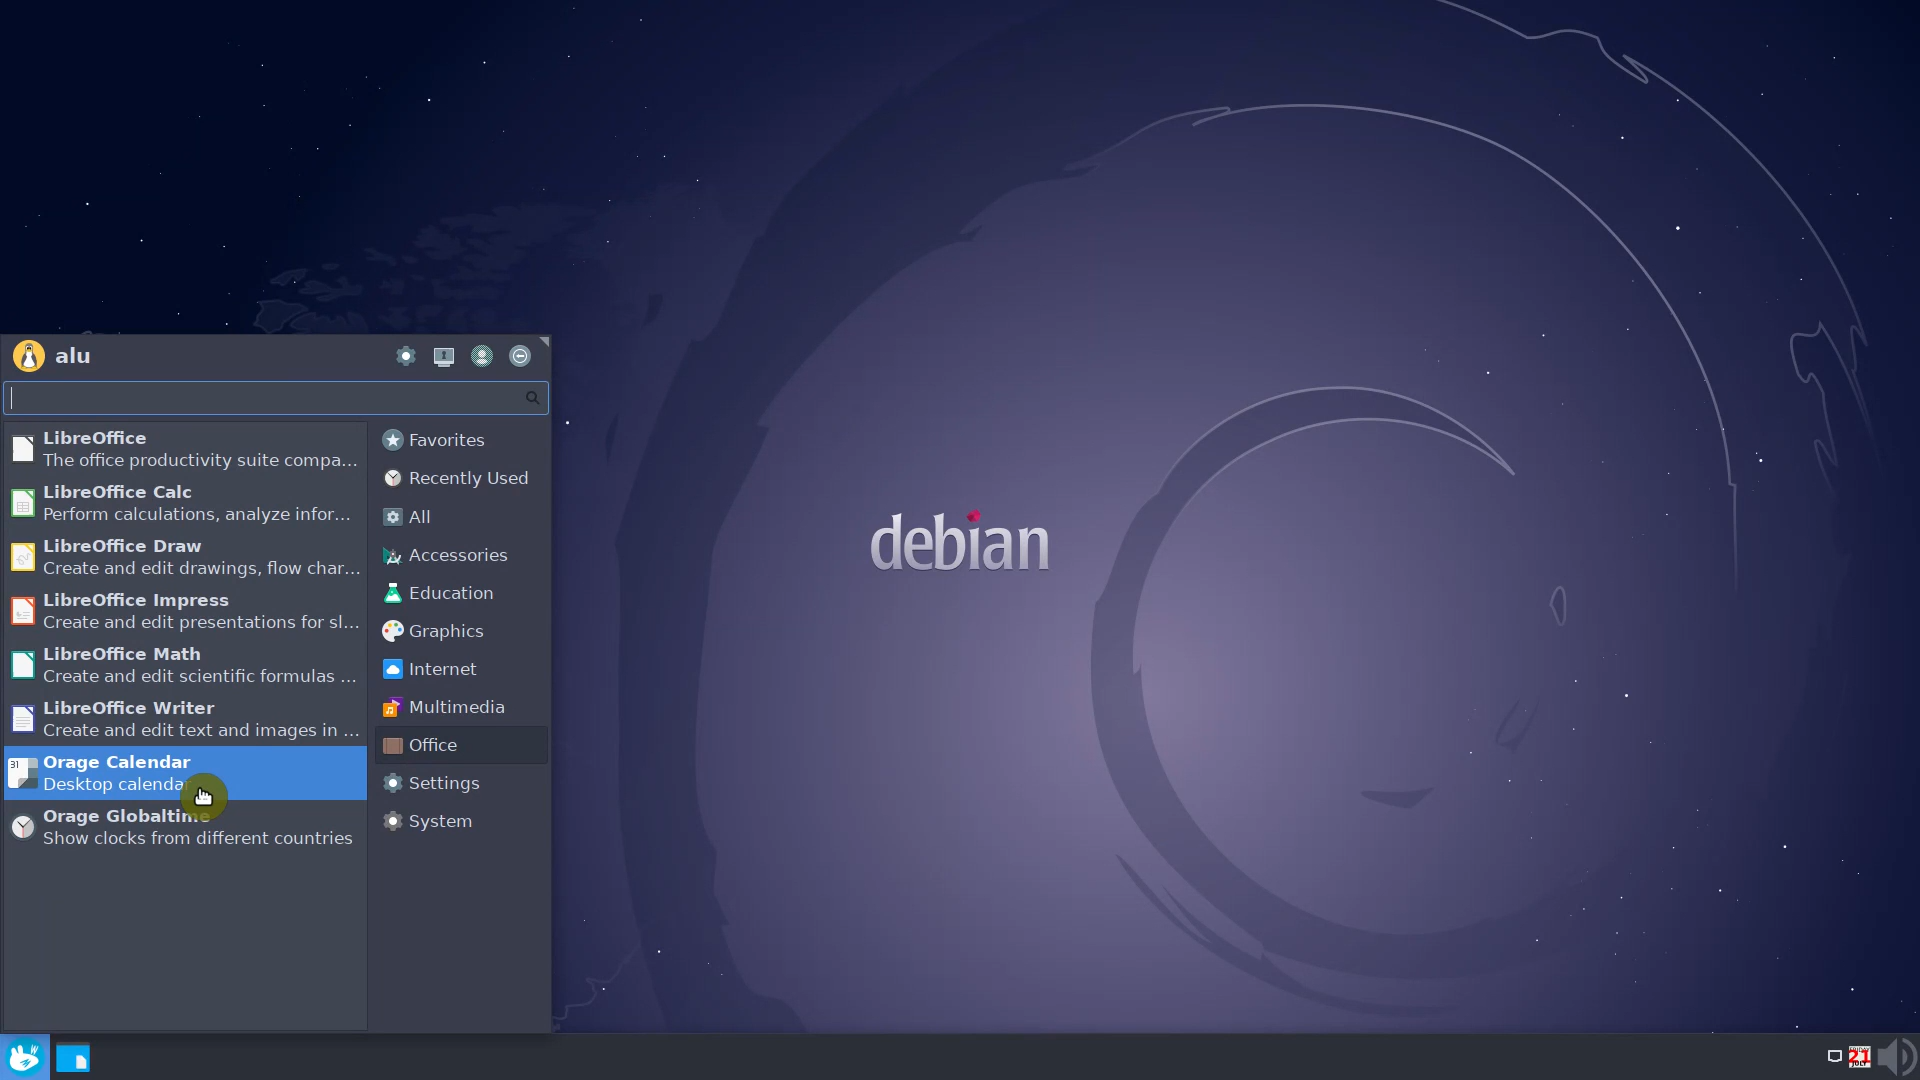 alu
LibreOffice
The office productivity suite compa...
LibreOffice Calc
Perform calculations, analyze infor...
LibreOffice Draw
Create and edit drawings, flow char...
LibreOffice Impress
Create and edit presentations for sl...
LibreOffice Math
Create and edit scientific formulas ...
LibreOffice Writer
Create and edit text and images in ...
31
Orage Calendar
Desktop calendar
Orage Globaltime
Show clocks from different countries
Favorites
Recently Used
All
Accessories
Education
Graphics
Internet
Multimedia
Office
Settings
System
debian
21